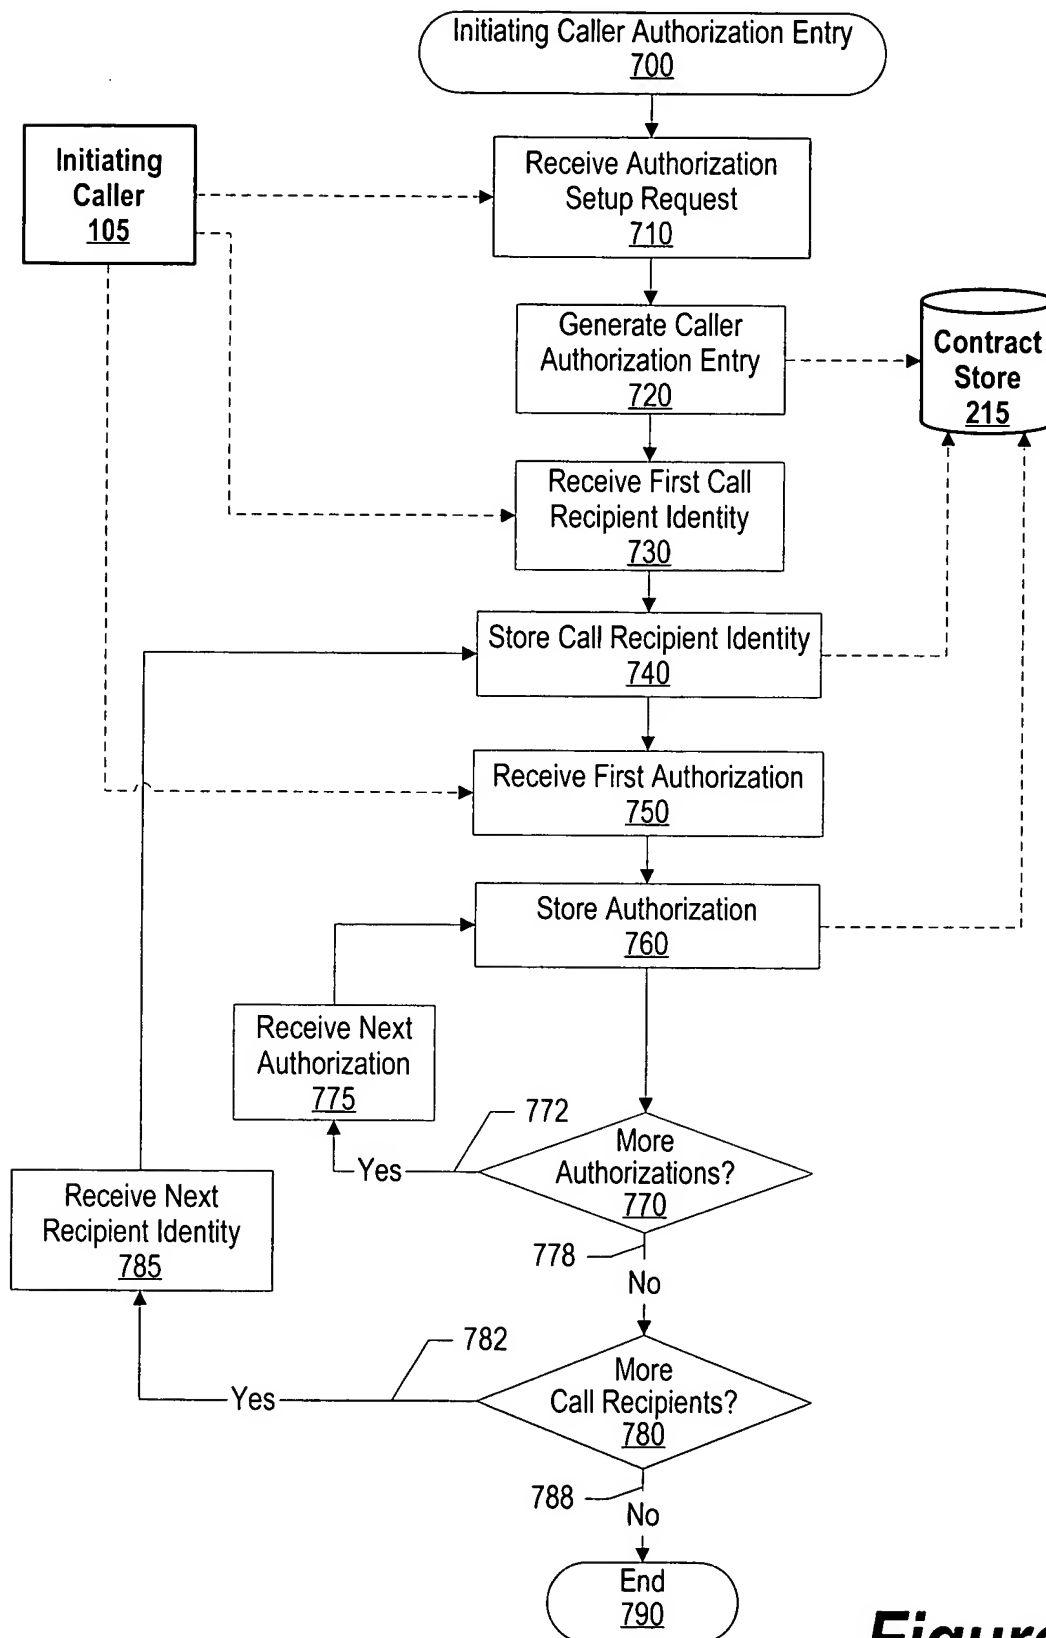 Initiating Caller Authorization Entry
700
Initiating
Caller
105
Receive Authorization
Setup Request
710
Generate Caller
Authorization Entry
720
Contract
Store
215
Receive First Call
Recipient Identity
730
Store Call Recipient Identity
740
Receive First Authorization
750
Store Authorization
760
Receive Next
Authorization
775
772
More
Authorizations?
770
Yes
Receive Next
Recipient Identity
785
778
No
782
More
Call Recipients?
780
Yes
788
No
End
790
Figure